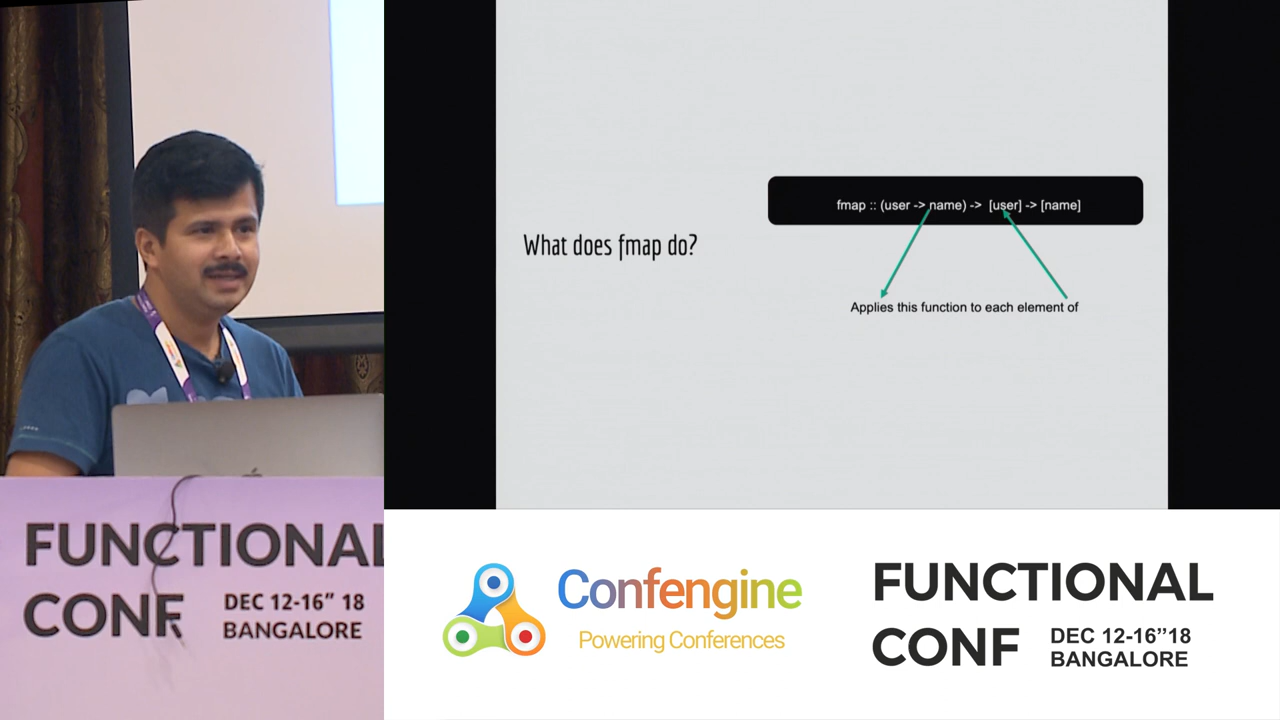 fmap :: (user -> name) -> [user] -> [name]
What does fmap do?
Applies this function to each element of
FUNCTIONAL
CONF
DEC 12-16" 18
BANGALORE
Confengine
Powering Conferences
FUNCTIONAL
CONF
DEC 12-16"18
BANGALORE